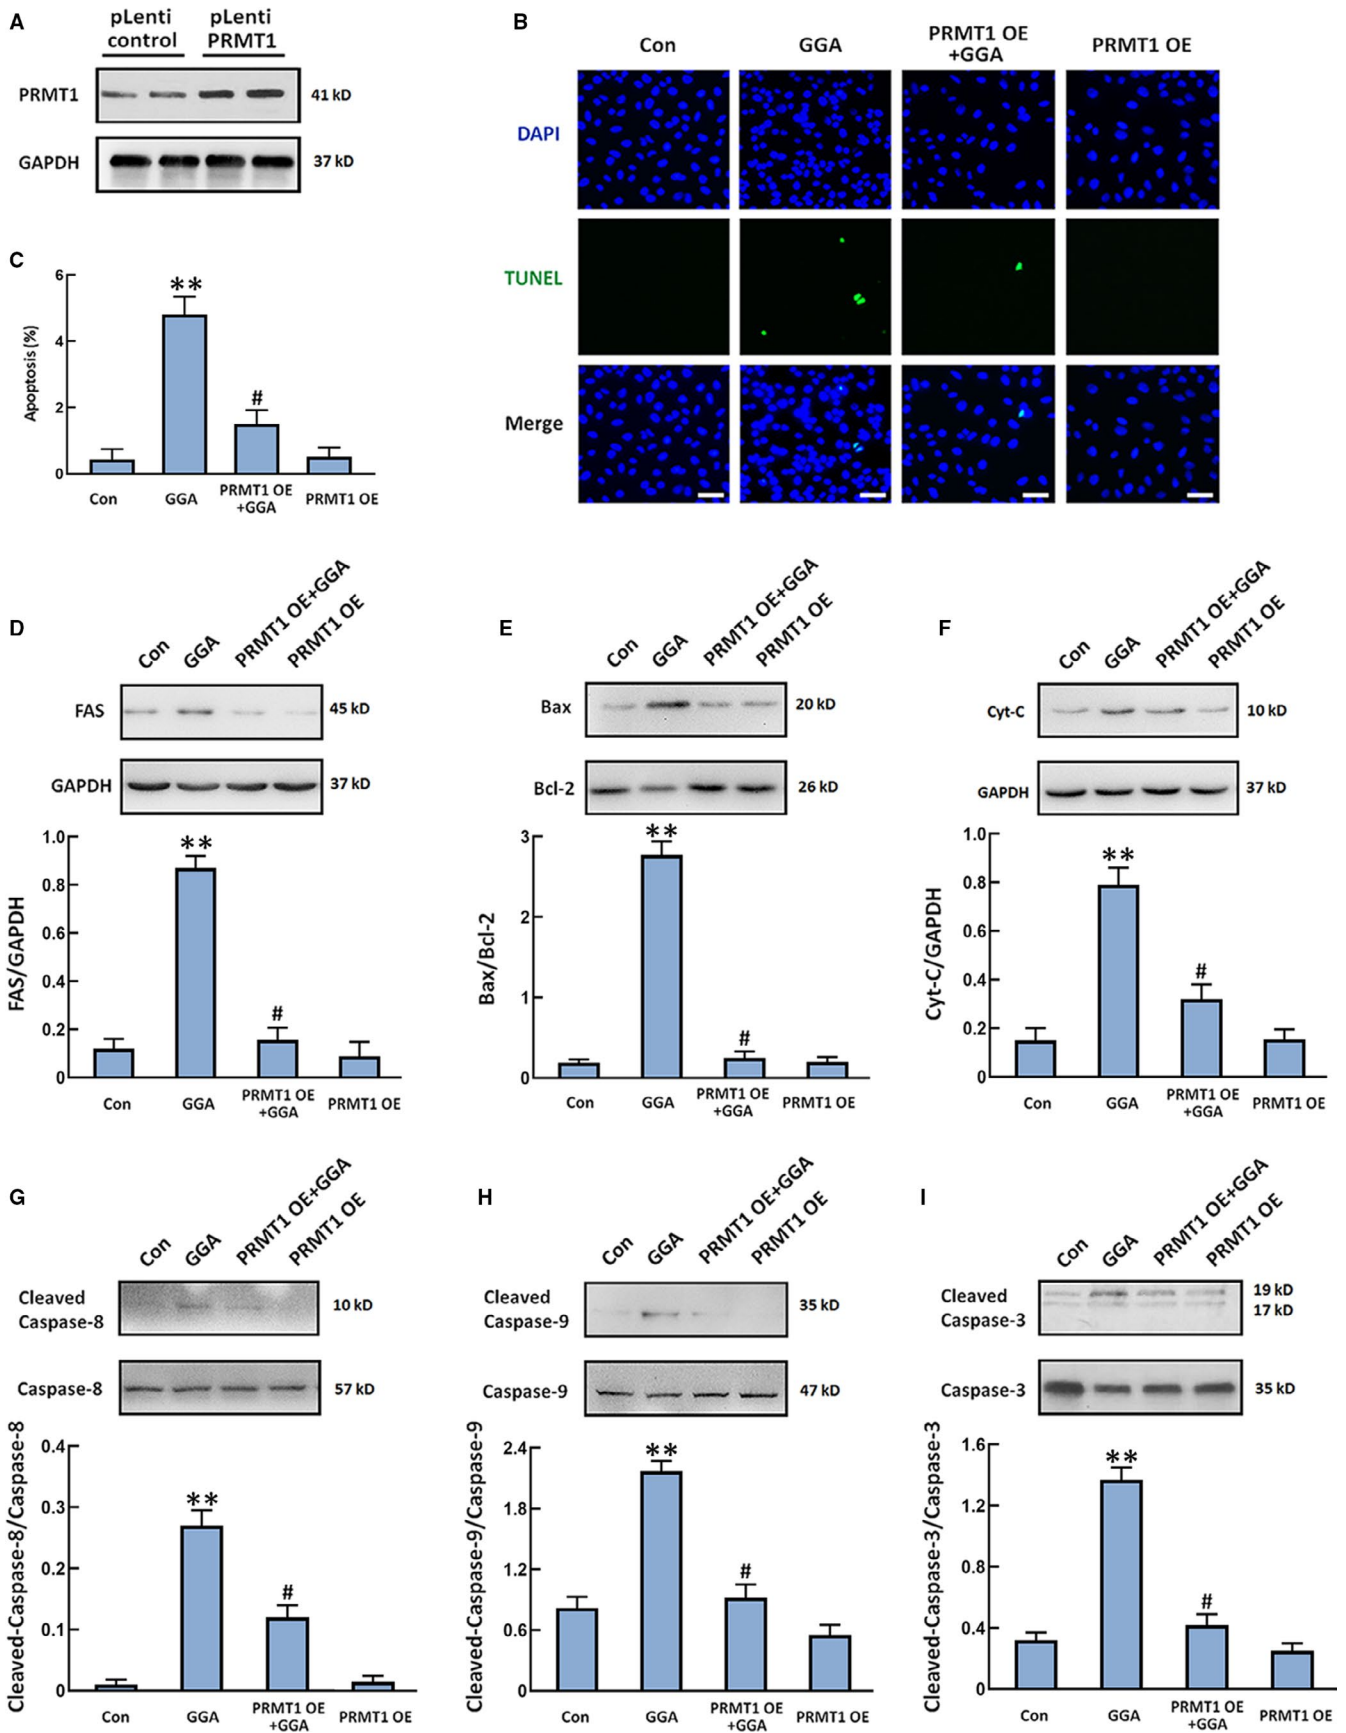 A
pLenti control
pLenti PRMT1
PRMT1
41 kD
GAPDH
37 kD
B
Con
GGA
PRMT1 OE +GGA
PRMT1 OE
DAPI
TUNEL
Merge
C
Apoptosis (%)
6
4
2
0
**
#
Con
GGA
PRMT1 OE +GGA
PRMT1 OE
D
Con
GGA
PRMT1 OE+GGA
PRMT1 OE
FAS
45 kD
GAPDH
37 kD
FAS/GAPDH
1.0
0.8
0.6
0.4
0.2
0
**
#
Con
GGA
PRMT1 OE +GGA
PRMT1 OE
E
Con
GGA
PRMT1 OE+GGA
PRMT1 OE
Bax
20 kD
Bcl-2
26 kD
Bax/Bcl-2
3
2
1
0
**
#
Con
GGA
PRMT1 OE +GGA
PRMT1 OE
F
Con
GGA
PRMT1 OE+GGA
PRMT1 OE
Cyt-C
10 kD
GAPDH
37 kD
Cyt-C/GAPDH
1.0
0.8
0.6
0.4
0.2
0
**
#
Con
GGA
PRMT1 OE +GGA
PRMT1 OE
G
Con
GGA
PRMT1 OE+GGA
PRMT1 OE
Cleaved Caspase-8
10 kD
Caspase-8
57 kD
Cleaved-Caspase-8/Caspase-8
0.4
0.3
0.2
0.1
0
**
#
Con
GGA
PRMT1 OE +GGA
PRMT1 OE
H
Con
GGA
PRMT1 OE+GGA
PRMT1 OE
Cleaved Caspase-9
35 kD
Caspase-9
47 kD
Cleaved-Caspase-9/Caspase-9
2.4
1.8
1.2
0.6
0
**
#
Con
GGA
PRMT1 OE +GGA
PRMT1 OE
I
Con
GGA
PRMT1 OE+GGA
PRMT1 OE
Cleaved Caspase-3
19 kD
17 kD
Caspase-3
35 kD
Cleaved-Caspase-3/Caspase-3
1.6
1.2
0.8
0.4
0
**
#
Con
GGA
PRMT1 OE +GGA
PRMT1 OE